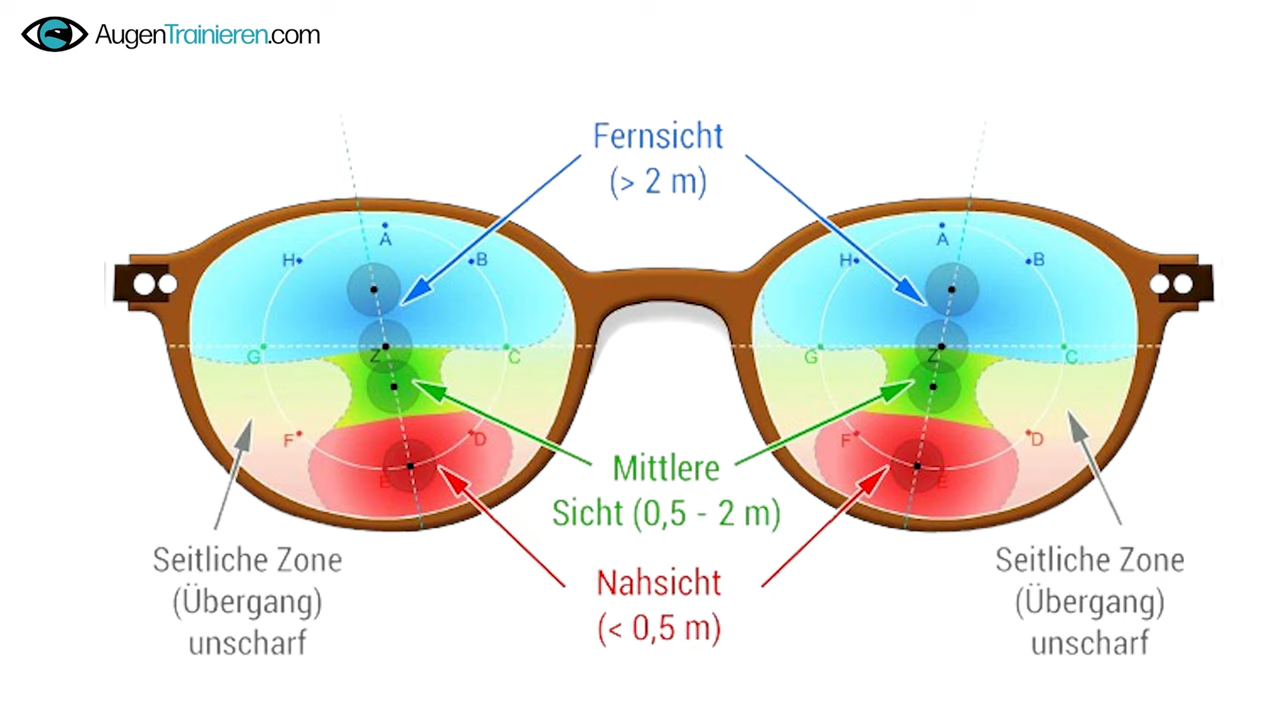 AugenTrainieren.com
Fernsicht
(> 2 m)
A
H
B
G
Z
C
F
D
E
A
H
B
G
Z
C
F
D
E
Mittlere
Sicht (0,5 - 2 m)
Nahsicht
(< 0,5 m)
Seitliche Zone
(Übergang)
unscharf
Seitliche Zone
(Übergang)
unscharf